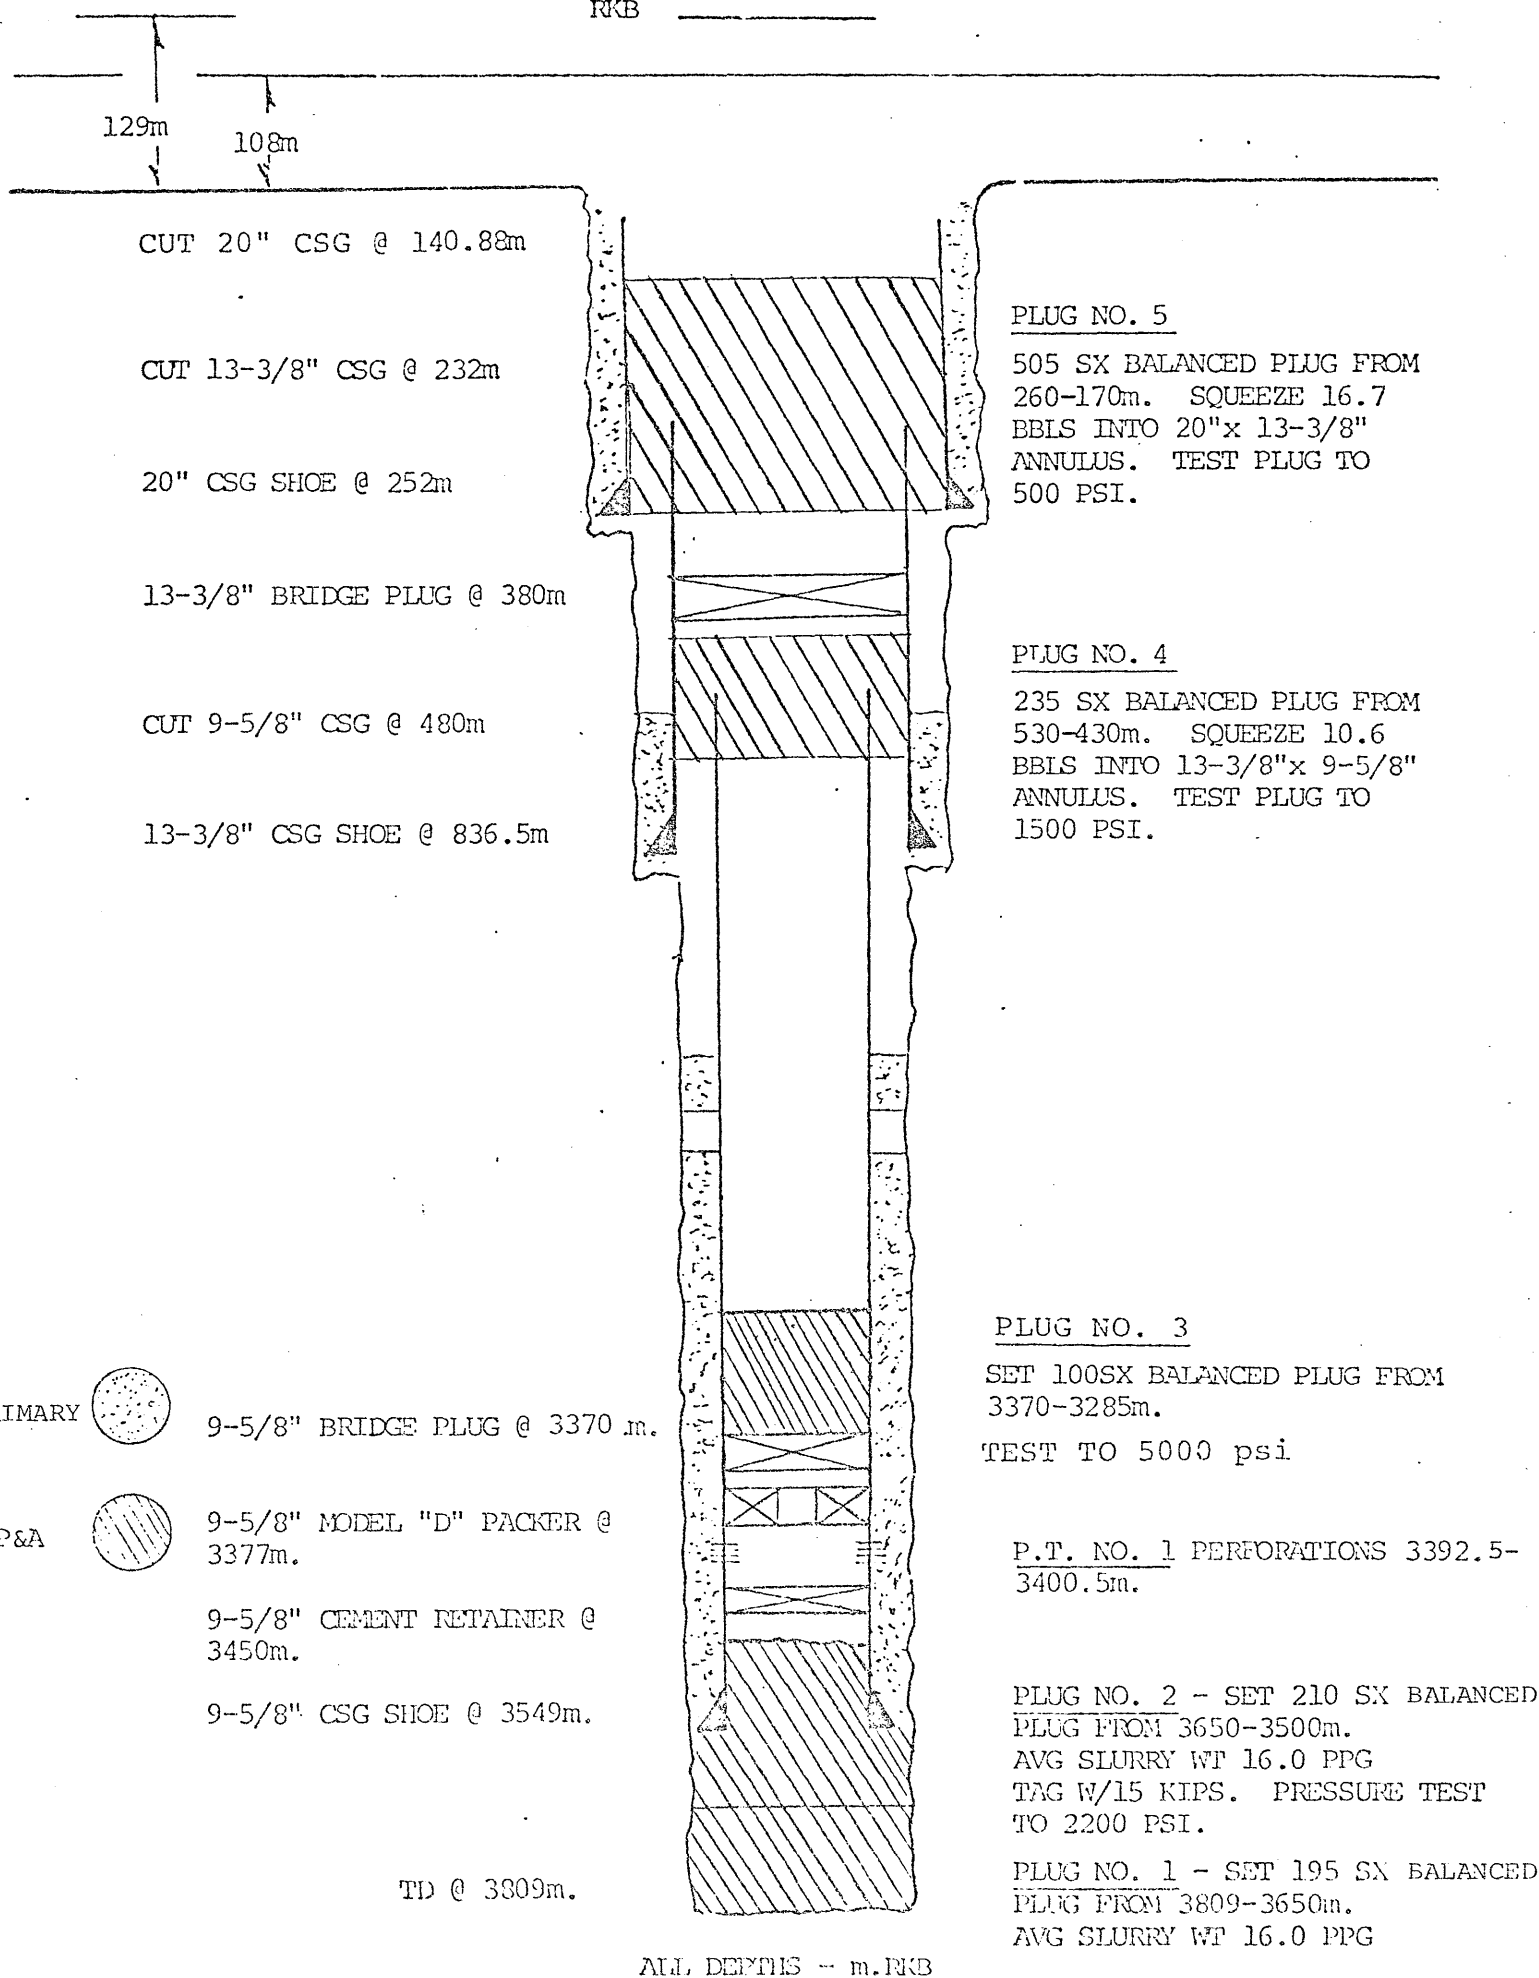 RKB
129m
108m
CUT 20" CSG @ 140.88m
CUT 13-3/8" CSG @ 232m
20" CSG SHOE @ 252m
13-3/8" BRIDGE PLUG @ 380m
CUT 9-5/8" CSG @ 480m
13-3/8" CSG SHOE @ 836.5m
PLUG NO. 5
505 SX BALANCED PLUG FROM
260-170m. SQUEEZE 16.7
BBLS INTO 20"x 13-3/8"
ANNULUS. TEST PLUG TO
500 PSI.
PLUG NO. 4
235 SX BALANCED PLUG FROM
530-430m. SQUEEZE 10.6
BBLS INTO 13-3/8"x 9-5/8"
ANNULUS. TEST PLUG TO
1500 PSI.
PLUG NO. 3
SET 100SX BALANCED PLUG FROM
3370-3285m.
TEST TO 5000 psi
IMARY
9-5/8" BRIDGE PLUG @ 3370 m.
P&A
9-5/8" MODEL "D" PACKER @
3377m.
P.T. NO. 1 PERFORATIONS 3392.5-
3400.5m.
9-5/8" CEMENT RETAINER @
3450m.
9-5/8" CSG SHOE @ 3549m.
PLUG NO. 2 - SET 210 SX BALANCED
PLUG FROM 3650-3500m.
AVG SLURRY WT 16.0 PPG
TAG W/15 KIPS. PRESSURE TEST
TO 2200 PSI.
PLUG NO. 1 - SET 195 SX BALANCED
PLUG FROM 3809-3650m.
AVG SLURRY WT 16.0 PPG
TD @ 3809m.
ALL DEPTHS - m.RKB